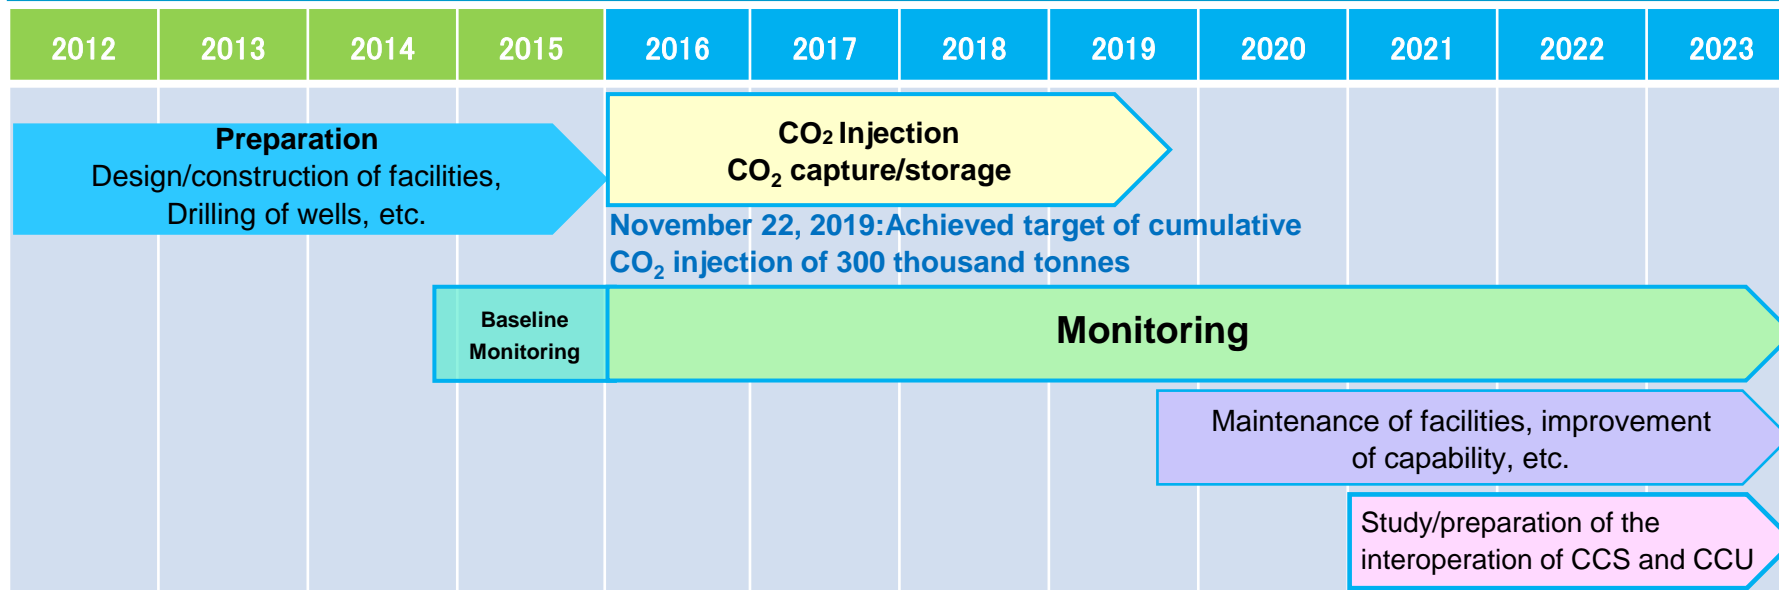 2012 2013 2014 2015 2016 2017 2018 2019 2020 2021 2022 2023
Preparation
Design/construction of facilities,
Drilling of wells, etc.
CO2 Injection
CO₂ capture/storage
November 22, 2019:Achieved target of cumulative
CO₂ injection of 300 thousand tonnes
Baseline
Monitoring
Monitoring
Maintenance of facilities, improvement
of capability, etc.
Study/preparation of the
interoperation of CCS and CCU